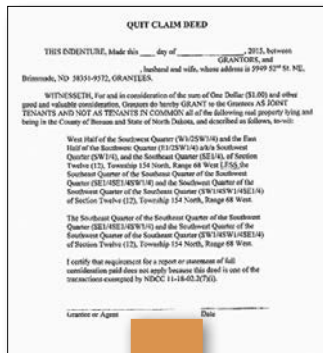 QUIT CLAIM DEED
THIS INDENTURE, Made this ___ day of ___________, 2015, between
GRANTORS, and
, husband and wife, whose address is 5949 52nd St. NE,
Brinsmade, ND 58351-9572, GRANTEES.
WITNESSETH, For and in consideration of the sum of One Dollar ($1.00) and other
good and valuable consideration, Grantors do hereby GRANT to the Grantees AS JOINT
TENANTS AND NOT AS TENANTS IN COMMON all of the following real property lying and
being in the County of Benson and State of North Dakota, and described as follows, to-wit:
West Half of the Southwest Quarter (W1/2SW1/4) and the East
Half of the Southwest Quarter (E1/2SW1/4) a/k/a Southwest
Quarter (SW1/4), and the Southeast Quarter (SE1/4), of Section
Twelve (12), Township 154 North, Range 68 West LESS the
Southeast Quarter of the Southeast Quarter of the Southwest
Quarter (SE1/4SE1/4SW1/4) and the Southwest Quarter of the
Southwest Quarter of the Southeast Quarter (SW1/4SW1/4SE1/4)
of Section Twelve (12), Township 154 North, Range 68 West.
The Southeast Quarter of the Southeast Quarter of the Southwest
Quarter (SE1/4SE1/4SW1/4) and the Southwest Quarter of the
Southwest Quarter of the Southeast Quarter (SW1/4SW1/4SE1/4)
of Section Twelve (12), Township 154 North, Range 68 West.
I certify that requirement for a report or statement of full
consideration paid does not apply because this deed is one of the
transactions exempted by NDCC 11-18-02.2(7)(i).
Grantee or Agent Date